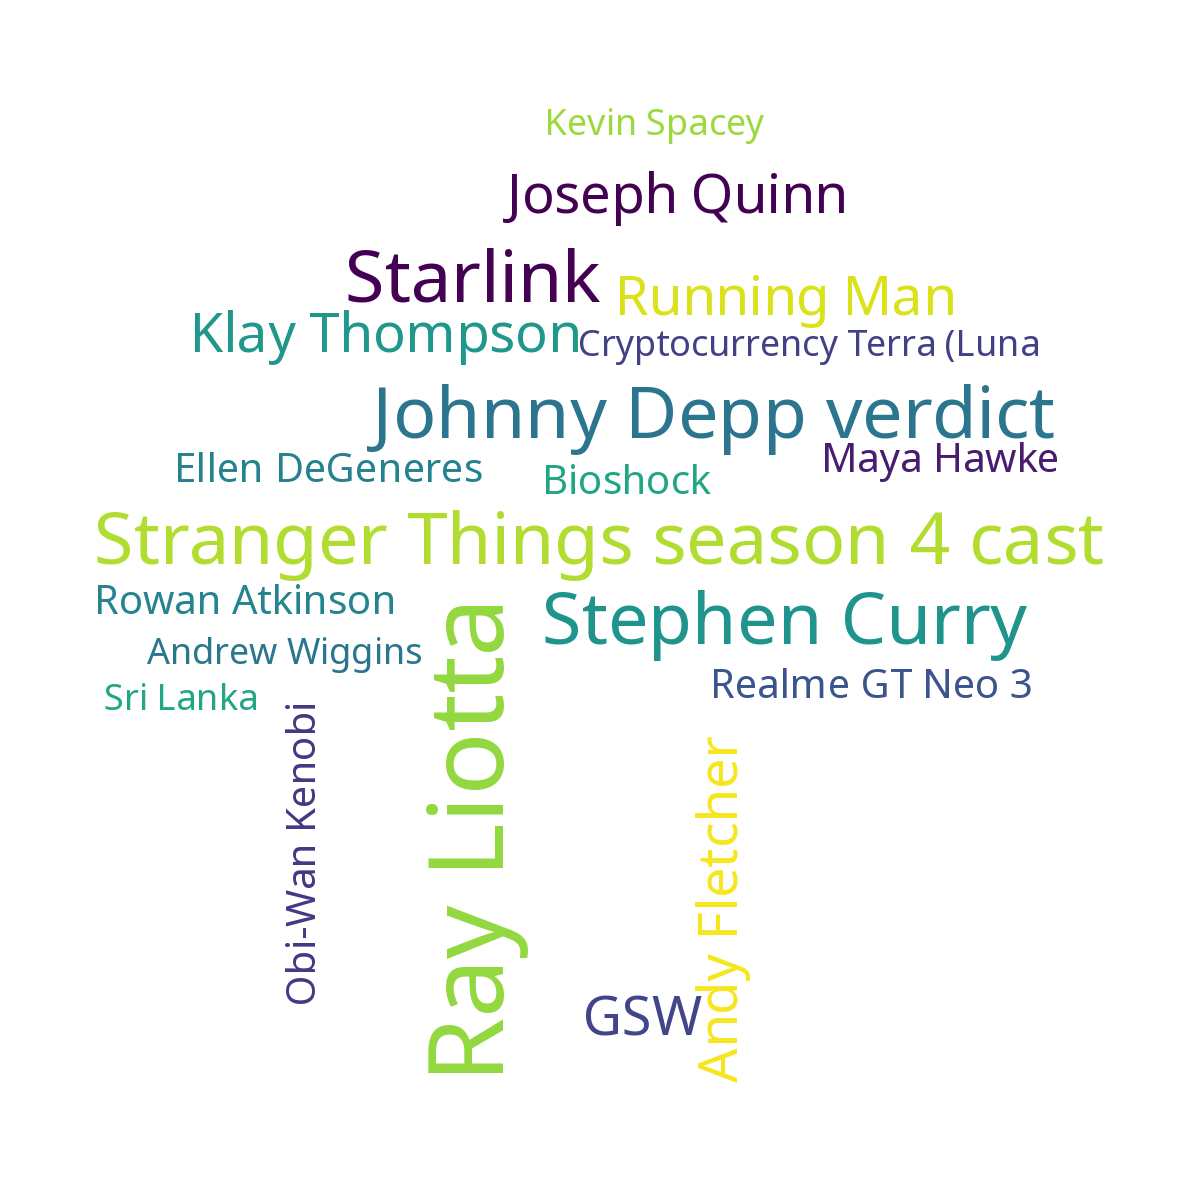 Kevin Spacey
Joseph Quinn
Starlink
Running Man
Klay Thompson
Cryptocurrency Terra (Luna
Johnny Depp verdict
Maya Hawke
Ellen DeGeneres
Bioshock
Stranger Things season 4 cast
Rowan Atkinson
Stephen Curry
Andrew Wiggins
Realme GT Neo 3
Sri Lanka
Obi-Wan Kenobi
Ray Liotta
Andy Fletcher
GSW